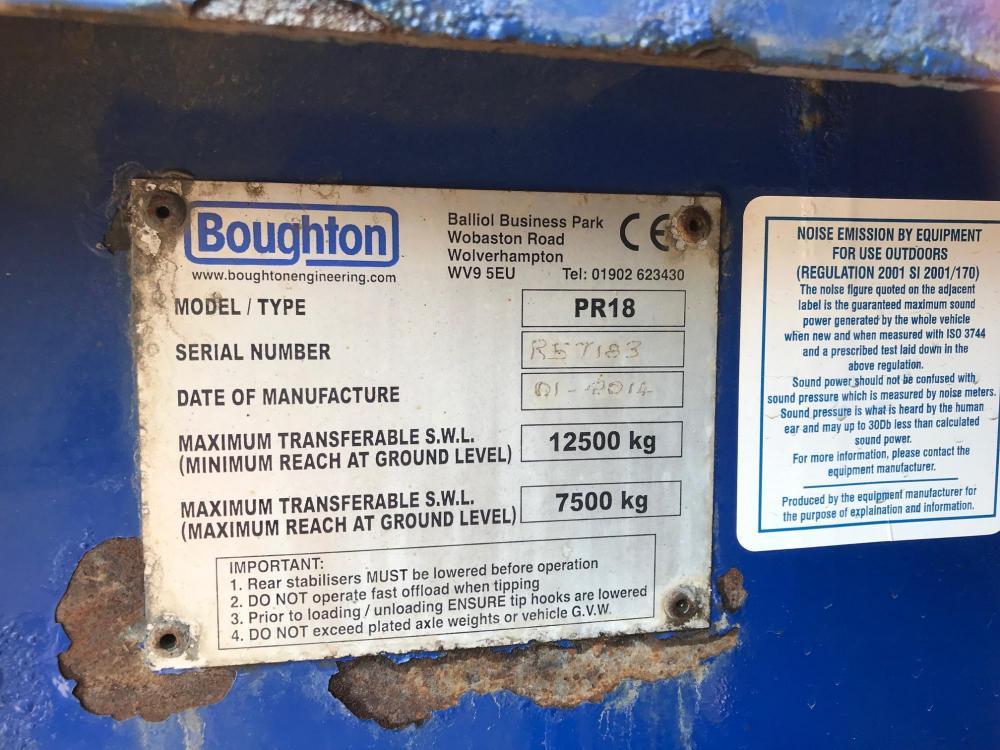 Boughton
www.boughtonengineering.com
Balliol Business Park
Wobaston Road
Wolverhampton
WV9 5EU Tel: 01902 623430
CE
MODEL / TYPE PR18
SERIAL NUMBER
DATE OF MANUFACTURE 01-2014
MAXIMUM TRANSFERABLE S.W.L.
(MINIMUM REACH AT GROUND LEVEL) 12500 kg
MAXIMUM TRANSFERABLE S.W.L.
(MAXIMUM REACH AT GROUND LEVEL) 7500 kg
IMPORTANT:
1. Rear stabilisers MUST be lowered before operation
2. DO NOT operate fast offload when tipping
3. Prior to loading / unloading ENSURE tip hooks are lowered
4. DO NOT exceed plated axle weights or vehicle G.V.W.
NOISE EMISSION BY EQUIPMENT
FOR USE OUTDOORS
(REGULATION 2001 SI 2001/170)
The noise figure quoted on the adjacent
label is the guaranteed maximum sound
power generated by the whole vehicle
when new and when measured with ISO 3744
and a prescribed test laid down in the
above regulation.
Sound power should not be confused with
sound pressure which is measured by noise meters.
Sound pressure is what is heard by the human
ear and may up to 30Db less than calculated
sound power.
For more information, please contact the
equipment manufacturer.
Produced by the equipment manufacturer for
the purpose of explaination and information.